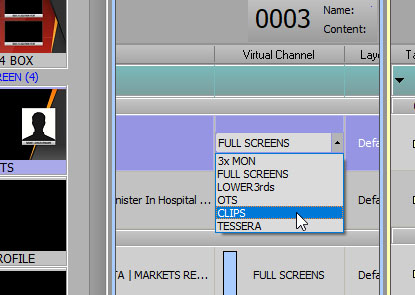 0003
Name:
Content:
4 BOX
REEN (4)
TS
ROFILE
Virtual Channel
Laye
Ta
FULL SCREENS
Defa
3x MON
FULL SCREENS
LOWER3rds
OTS
CLIPS
TESSERA
nister In Hospital ...
Defa
TA | MARKETS RE...
FULL SCREENS
Defa